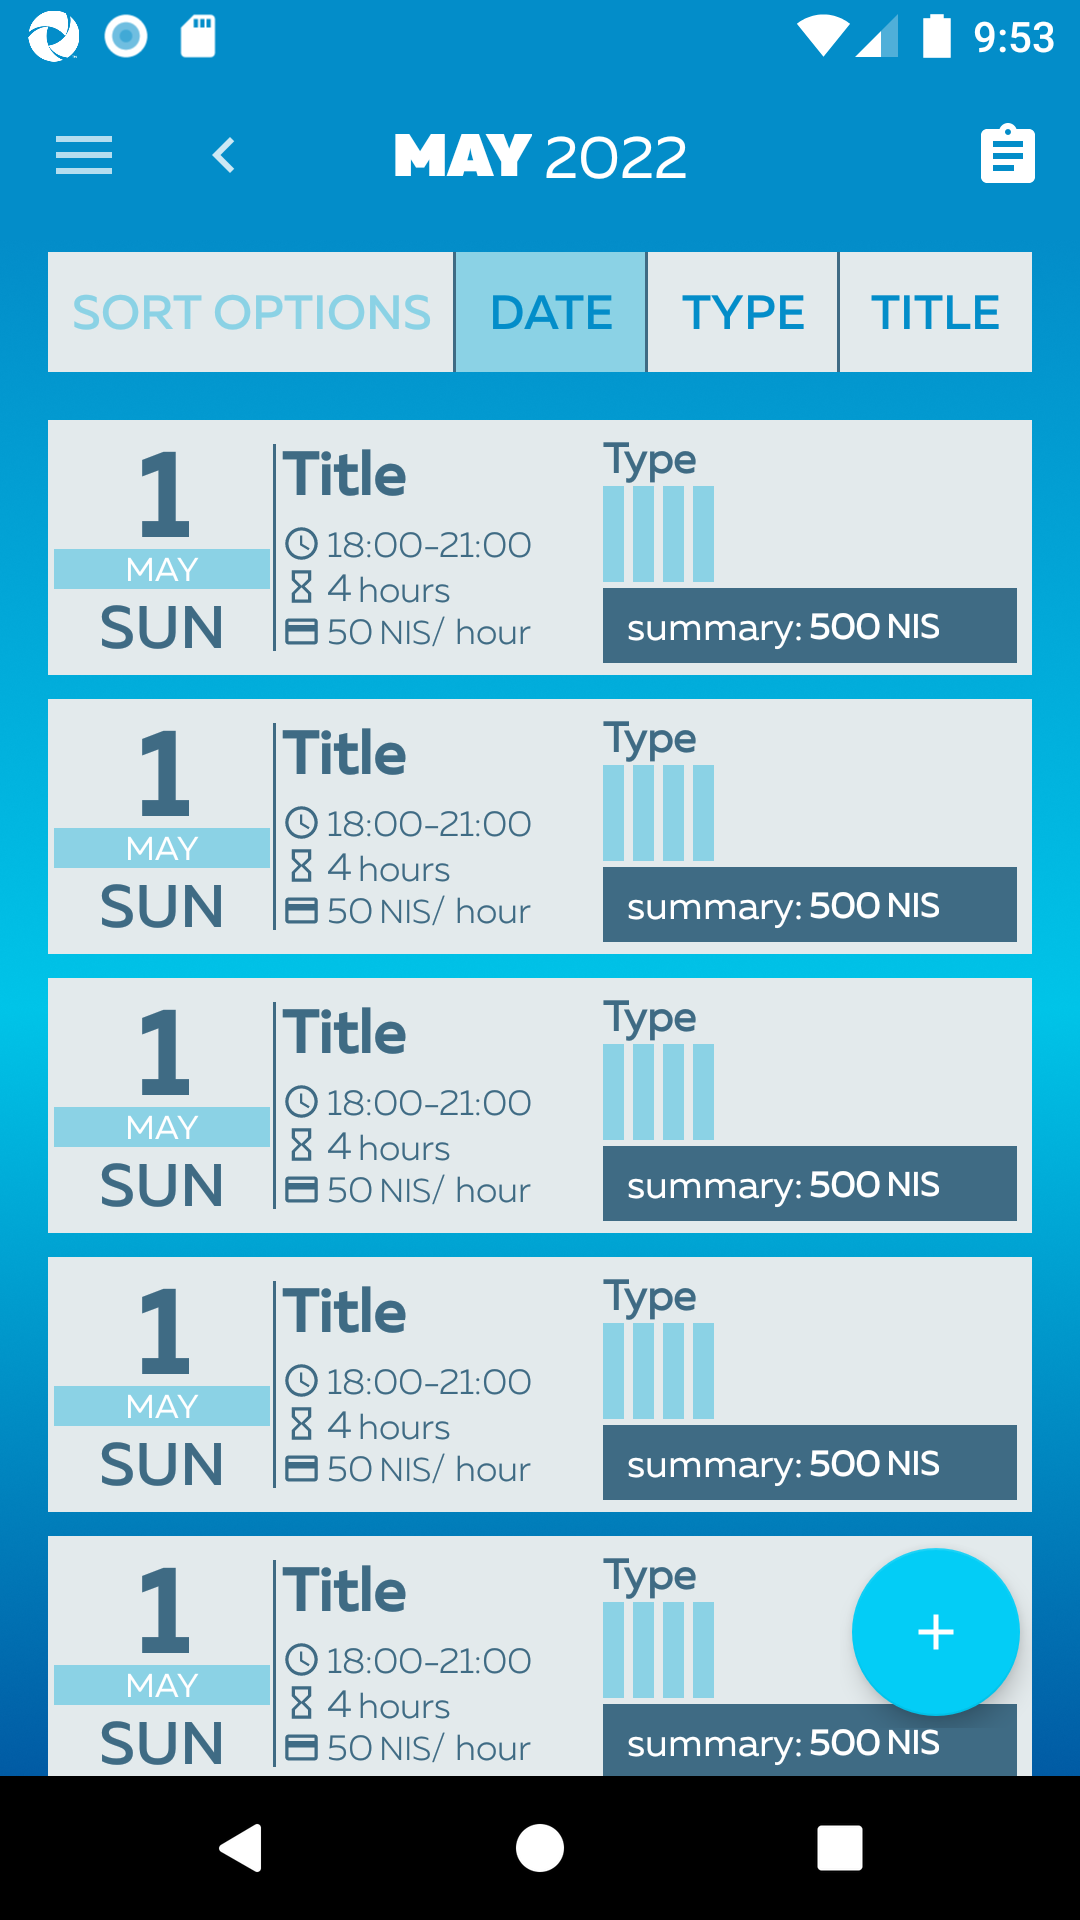 9:53
MAY 2022
SORT OPTIONS DATE TYPE TITLE
1
MAY
SUN
Title
18:00-21:00
4 hours
50 NIS/ hour
Type
summary: 500 NIS
1
MAY
SUN
Title
18:00-21:00
4 hours
50 NIS/ hour
Type
summary: 500 NIS
1
MAY
SUN
Title
18:00-21:00
4 hours
50 NIS/ hour
Type
summary: 500 NIS
1
MAY
SUN
Title
18:00-21:00
4 hours
50 NIS/ hour
Type
summary: 500 NIS
1
MAY
SUN
Title
18:00-21:00
4 hours
50 NIS/ hour
Type
summary: 500 NIS